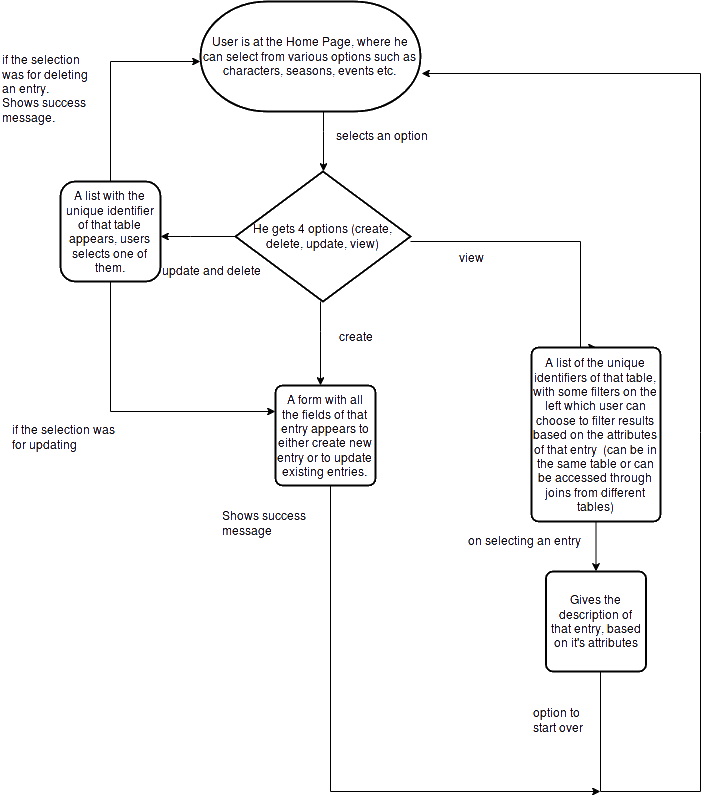 User is at the Home Page, where he
can select from various options such as
characters, seasons, events etc.
if the selection
was for deleting
an entry.
Shows success
message.
selects an option
A list with the
unique identifier
of that table
appears, users
selects one of
them.
He gets 4 options (create,
delete, update, view)
update and delete
view
create
A list of the unique
identifiers of that table,
with some filters on the
left which user can
choose to filter results
based on the attributes
of that entry (can be in
the same table or can
be accessed through
joins from different
tables)
A form with all
the fields of that
entry appears to
either create new
entry or to update
existing entries.
if the selection was
for updating
Shows success
message
on selecting an entry
Gives the
description of
that entry, based
on it's attributes
option to
start over